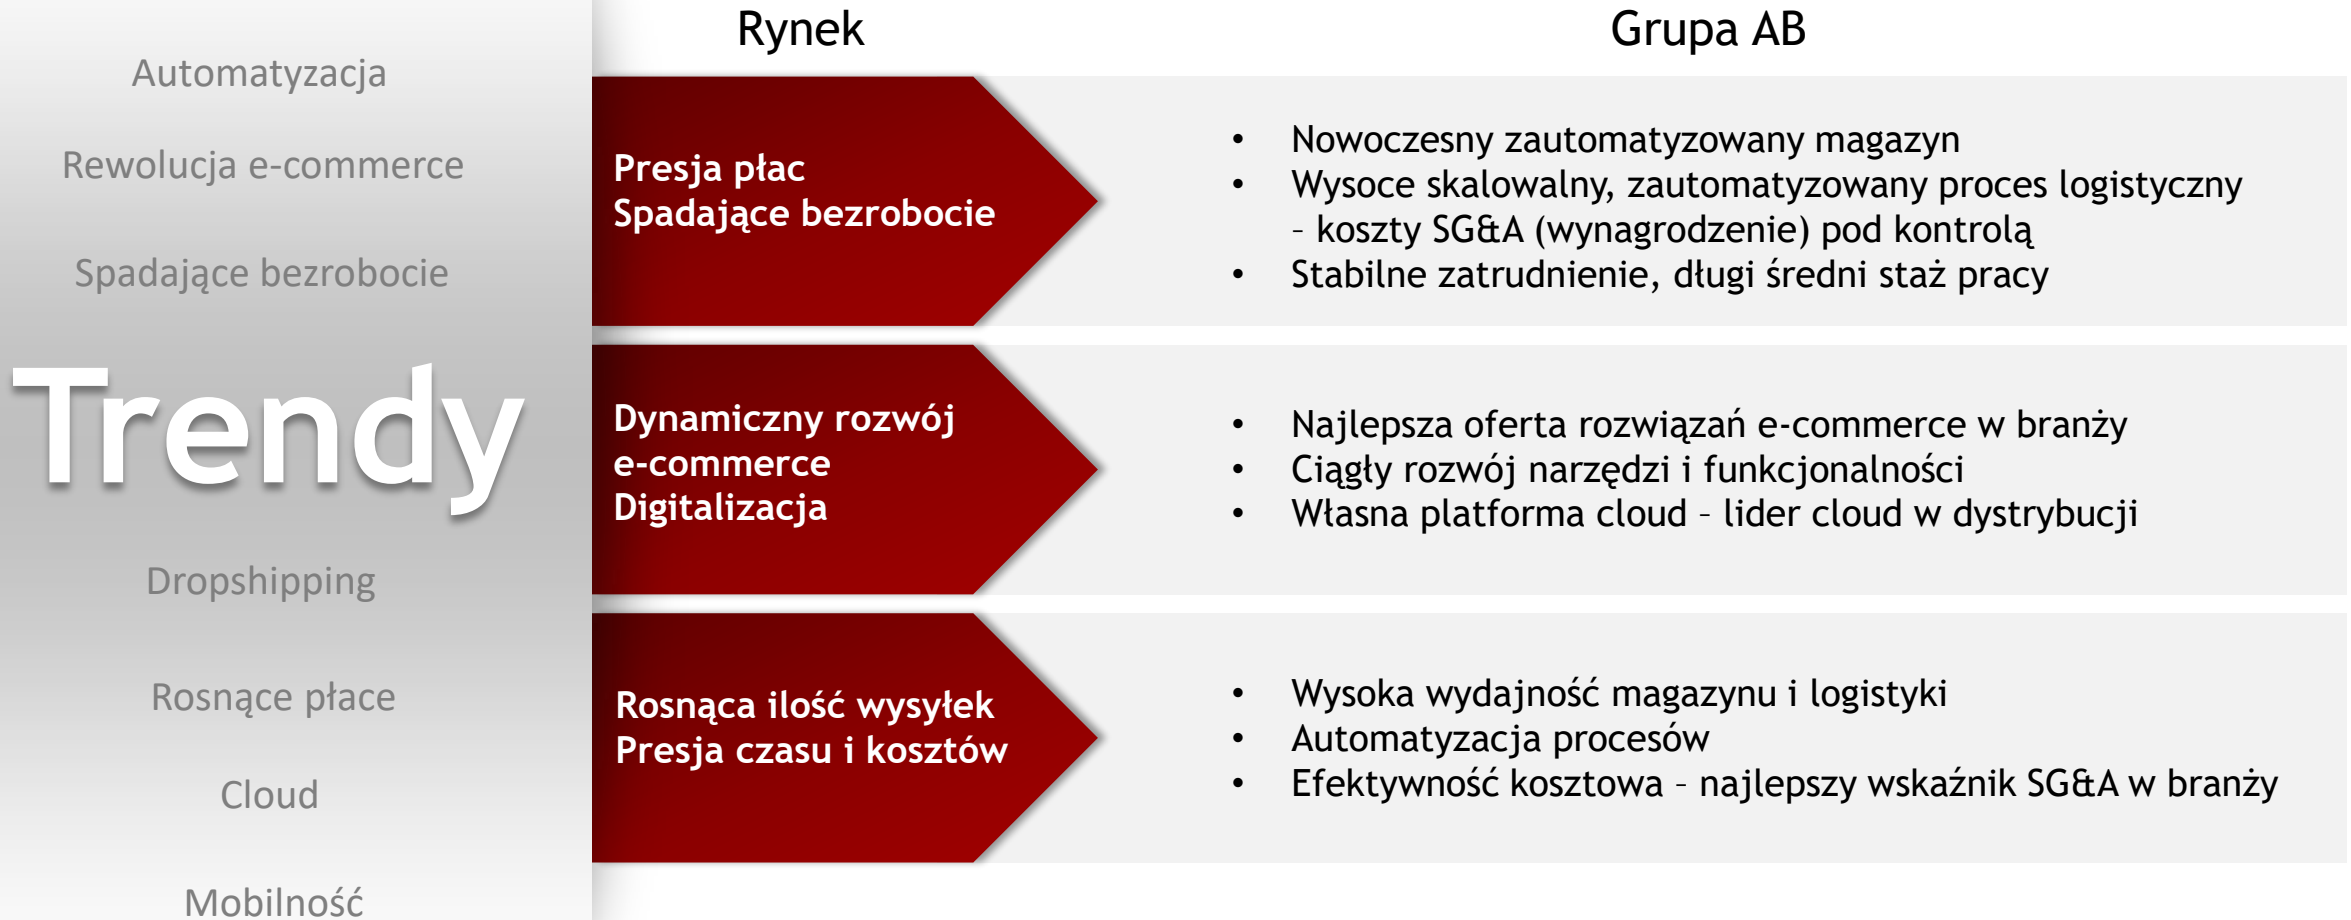 Automatyzacja
Rewolucja e-commerce
Spadające bezrobocie
Trendy
Dropshipping
Rosnące płace
Cloud
Mobilność
Rynek
Grupa AB
Presja płac
Spadające bezrobocie
• Nowoczesny zautomatyzowany magazyn
• Wysoce skalowalny, zautomatyzowany proces logistyczny
– koszty SG&A (wynagrodzenie) pod kontrolą
• Stabilne zatrudnienie, długi średni staż pracy
Dynamiczny rozwój
e-commerce
Digitalizacja
• Najlepsza oferta rozwiązań e-commerce w branży
• Ciągły rozwój narzędzi i funkcjonalności
• Własna platforma cloud – lider cloud w dystrybucji
Rosnąca ilość wysyłek
Presja czasu i kosztów
• Wysoka wydajność magazynu i logistyki
• Automatyzacja procesów
• Efektywność kosztowa – najlepszy wskaźnik SG&A w branży